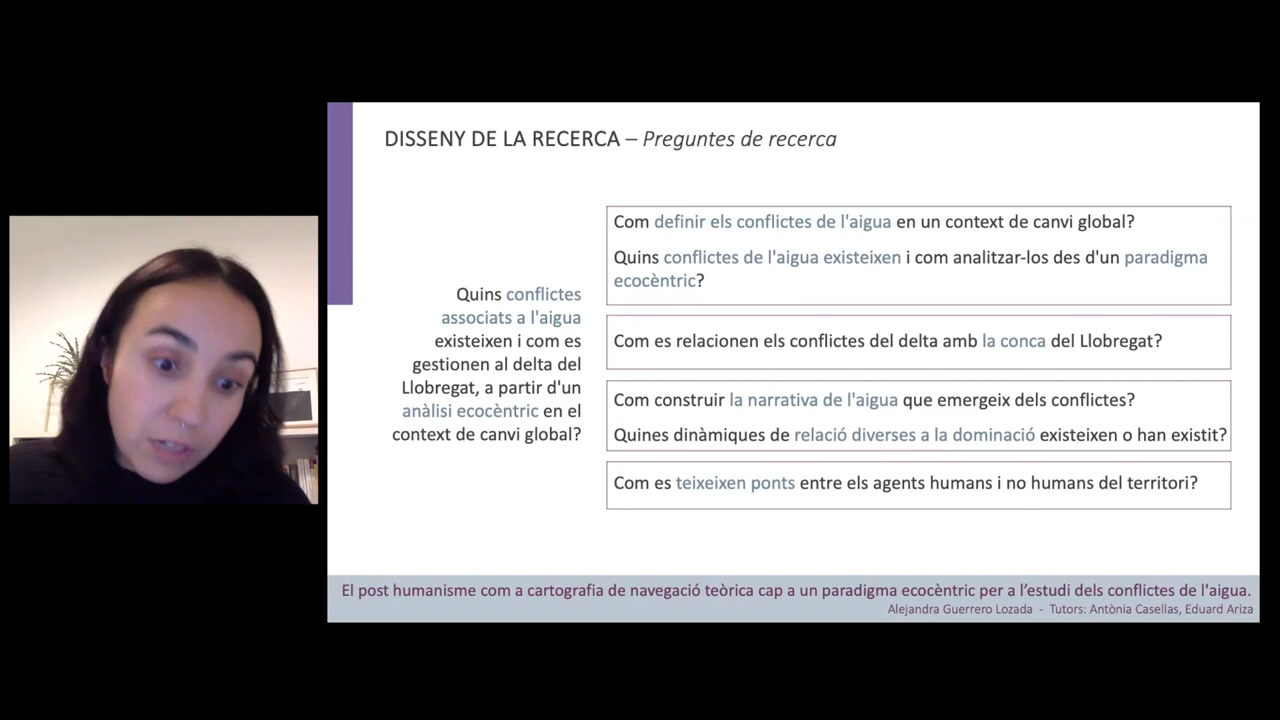 DISSENY DE LA RECERCA – Preguntes de recerca
Quins conflictes
associats a l'aigua
existeixen i com es
gestionen al delta del
Llobregat, a partir d'un
anàlisi ecocèntric en el
context de canvi global?
Com definir els conflictes de l'aigua en un context de canvi global?
Quins conflictes de l'aigua existeixen i com analitzar-los des d'un paradigma
ecocèntric?
Com es relacionen els conflictes del delta amb la conca del Llobregat?
Com construir la narrativa de l'aigua que emergeix dels conflictes?
Quines dinàmiques de relació diverses a la dominació existeixen o han existit?
Com es teixeixen ponts entre els agents humans i no humans del territori?
El post humanisme com a cartografia de navegació teòrica cap a un paradigma ecocèntric per a l’estudi dels conflictes de l'aigua.
Alejandra Guerrero Lozada - Tutors: Antònia Casellas, Eduard Ariza